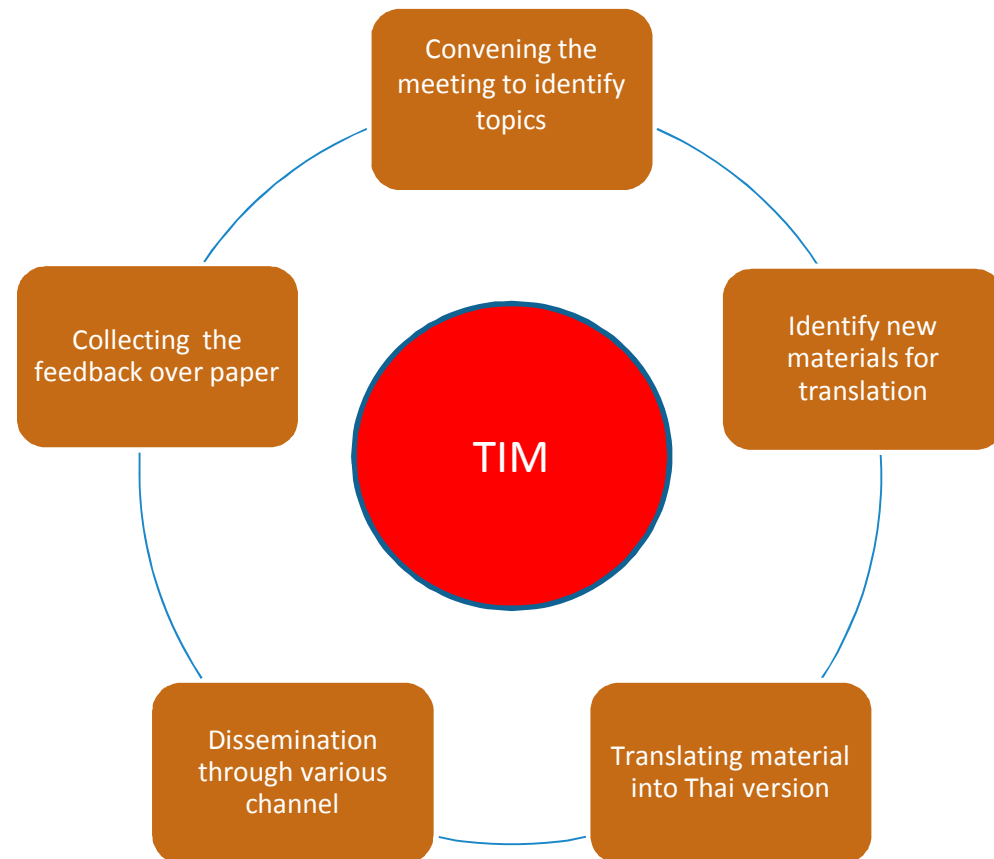 Convening the
meeting to identify
topics
Identify new
materials for
translation
Translating material
into Thai version
Dissemination
through various
channel
Collecting  the
feedback over paper
TIM